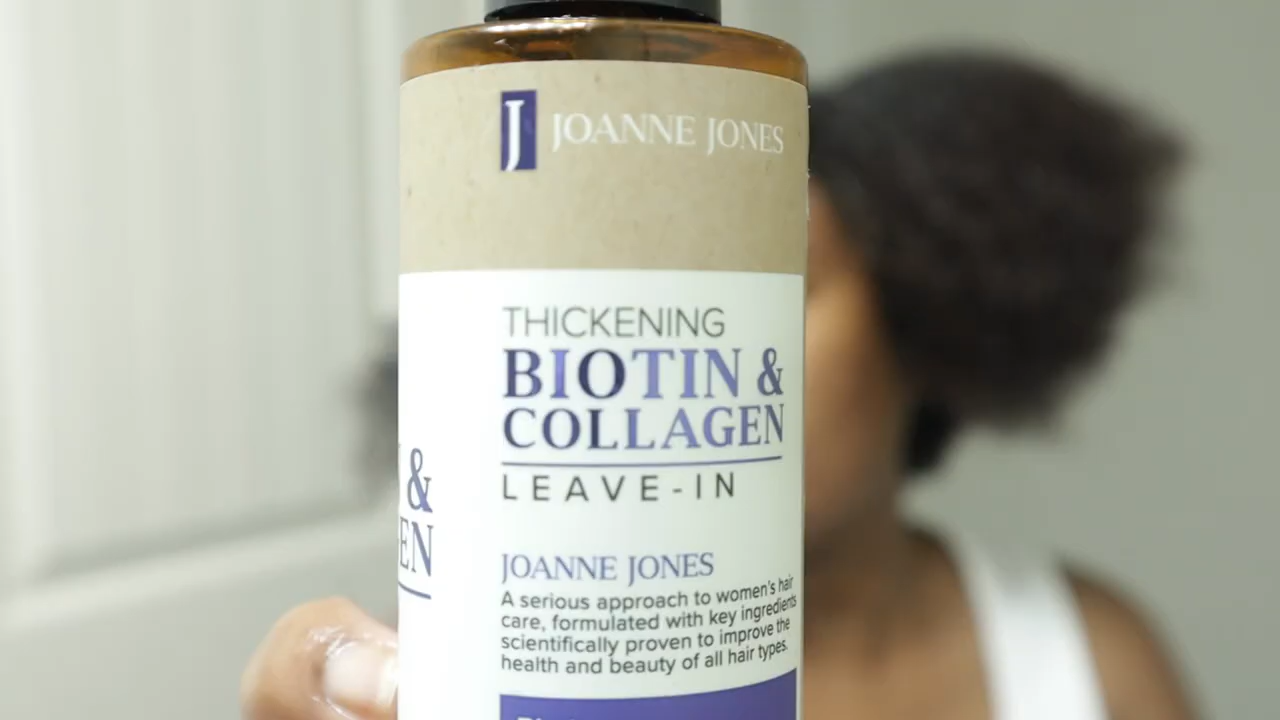 J JOANNE JONES
THICKENING
BIOTIN &
COLLAGEN
LEAVE-IN
&
EN
JOANNE JONES
A serious approach to women's hair
care, formulated with key ingredients
scientifically proven to improve the
health and beauty of all hair types.